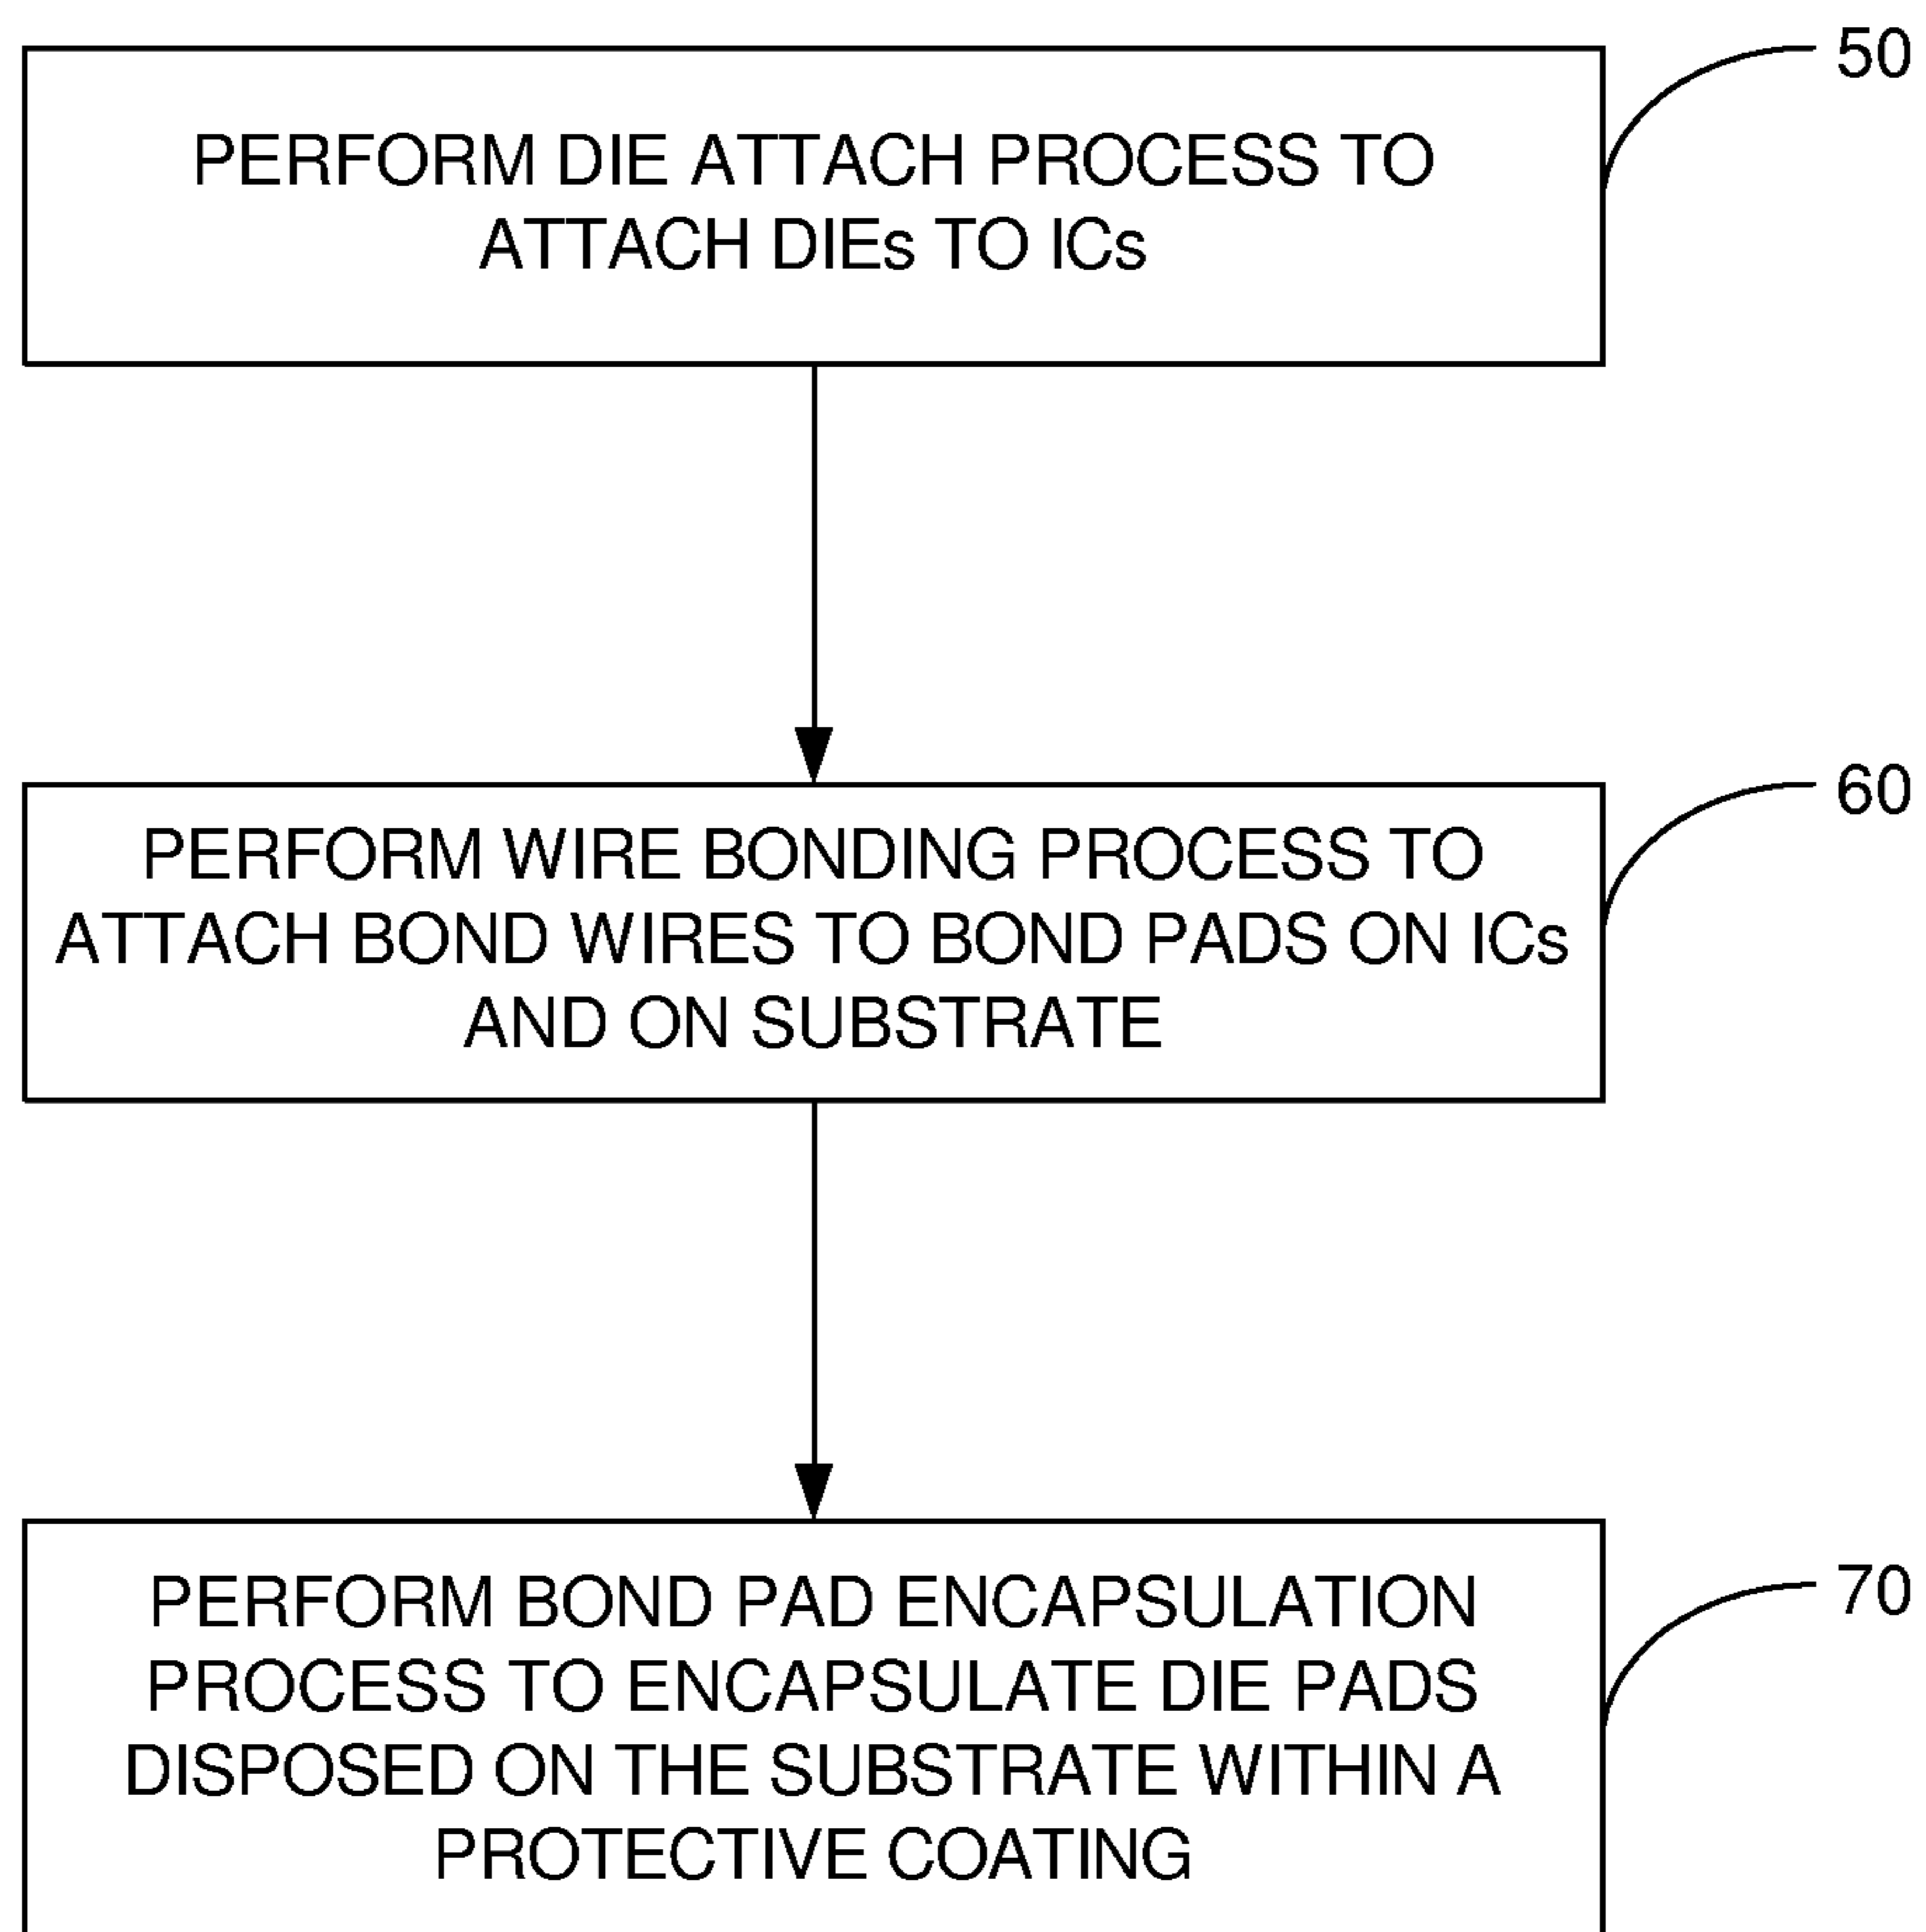 50
PERFORM DIE ATTACH PROCESS TO
ATTACH DIEs TO ICs
60
PERFORM WIRE BONDING PROCESS TO
ATTACH BOND WIRES TO BOND PADS ON ICs
AND ON SUBSTRATE
70
PERFORM BOND PAD ENCAPSULATION
PROCESS TO ENCAPSULATE DIE PADS
DISPOSED ON THE SUBSTRATE WITHIN A
PROTECTIVE COATING